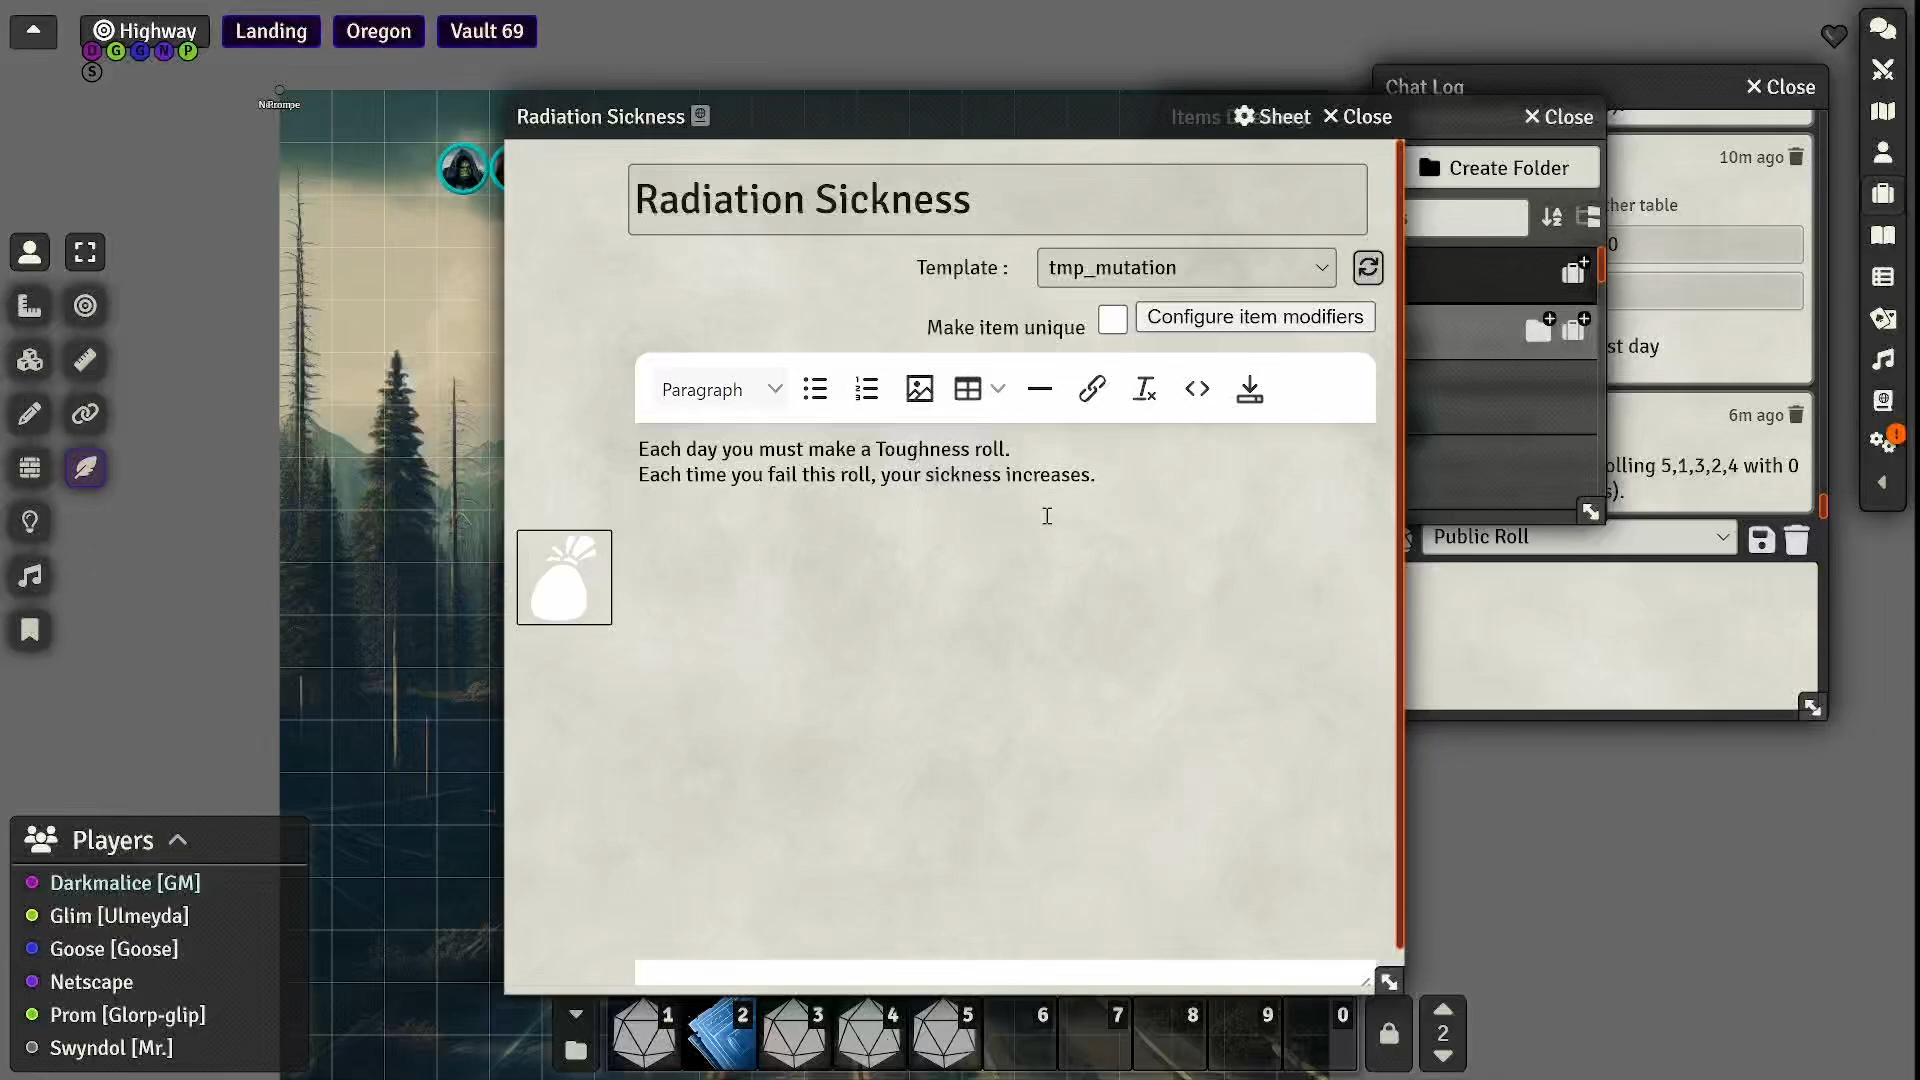 Highway
Landing
Oregon
Vault 69
D G G N P
S
Chat Log
Close
Radiation Sickness
Sheet
Close
Close
Radiation Sickness
Create Folder
10m ago
her table
0
Template :
tmp_mutation
Make item unique
Configure item modifiers
st day
Paragraph
Each day you must make a Toughness roll.
Each time you fail this roll, your sickness increases.
6m ago
olling 5,1,3,2,4 with 0
s).
Public Roll
Players
Darkmalice [GM]
Glim [Ulmeyda]
Goose [Goose]
Netscape
Prom [Glorp-glip]
Swyndol [Mr.]
1
2
3
4
5
6
7
8
9
0
2